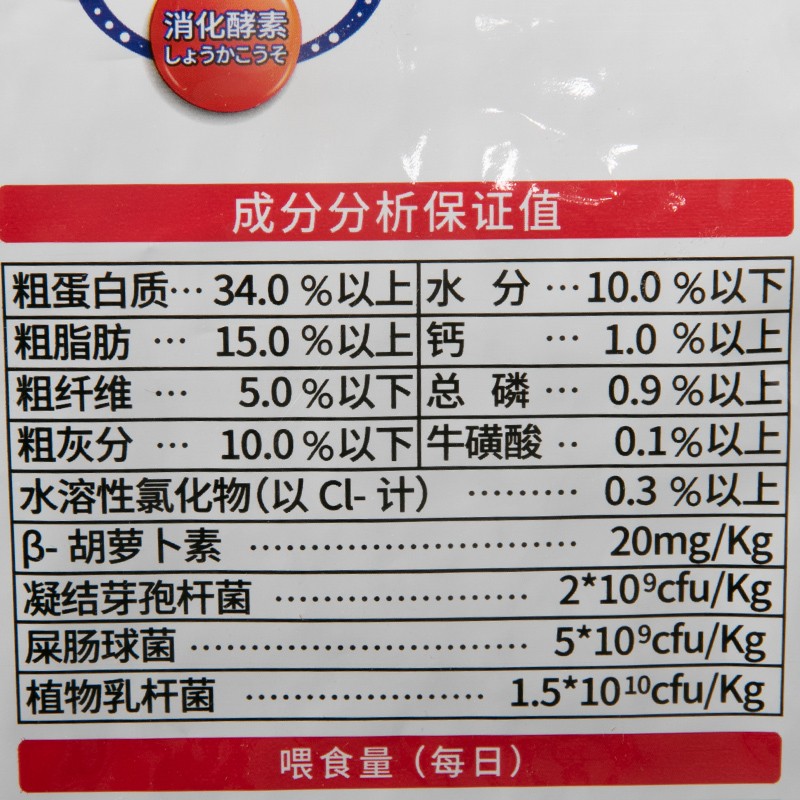 消化酵素
しょうかこうそ
成分分析保证值
粗蛋白质… 34.0 %以上 水 分 …10.0 %以下
粗脂肪 … 15.0 %以上 钙 … 1.0 %以上
粗纤维 … 5.0 %以下 总 磷 … 0.9 %以上
粗灰分 … 10.0 %以下 牛磺酸 ‥ 0.1%以上
水溶性氯化物(以 Cl- 计) ……… 0.3 %以上
β- 胡萝卜素 ………………………… 20mg/Kg
凝结芽孢杆菌 …………………… 2*10⁹cfu/Kg
屎肠球菌 ………………………… 5*10⁹cfu/Kg
植物乳杆菌 ………………… 1.5*10¹⁰cfu/Kg
喂食量（每日）